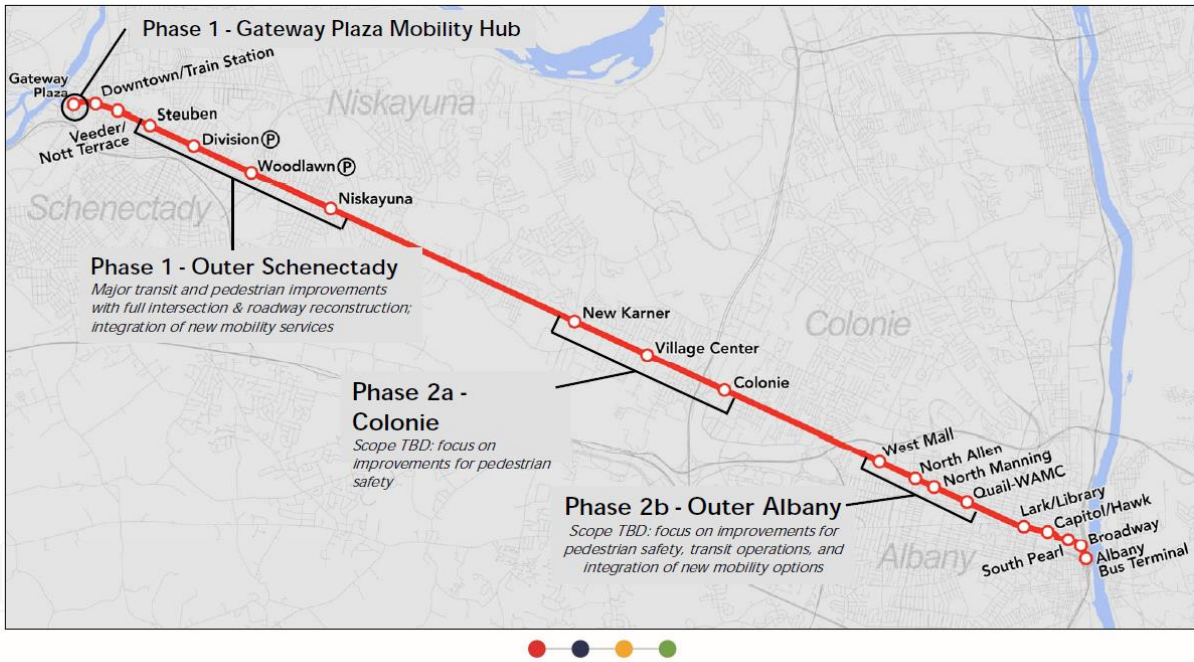 Phase 1 - Gateway Plaza Mobility Hub
Gateway
Plaza
Downtown/Train Station
Veeder/
Nott Terrace
Steuben
Division P
Woodlawn P
Niskayuna
Niskayuna
Schenectady
Phase 1 - Outer Schenectady
Major transit and pedestrian improvements
with full intersection & roadway reconstruction;
integration of new mobility services
New Karner
Village Center
Colonie
Colonie
Phase 2a -
Colonie
Scope TBD: focus on
improvements for pedestrian
safety
West Mall
North Allen
North Manning
Quail-WAMC
Phase 2b - Outer Albany
Scope TBD: focus on improvements for
pedestrian safety, transit operations, and
integration of new mobility options
Lark/Library
Capitol/Hawk
South Pearl
Broadway
Albany
Bus Terminal
Albany